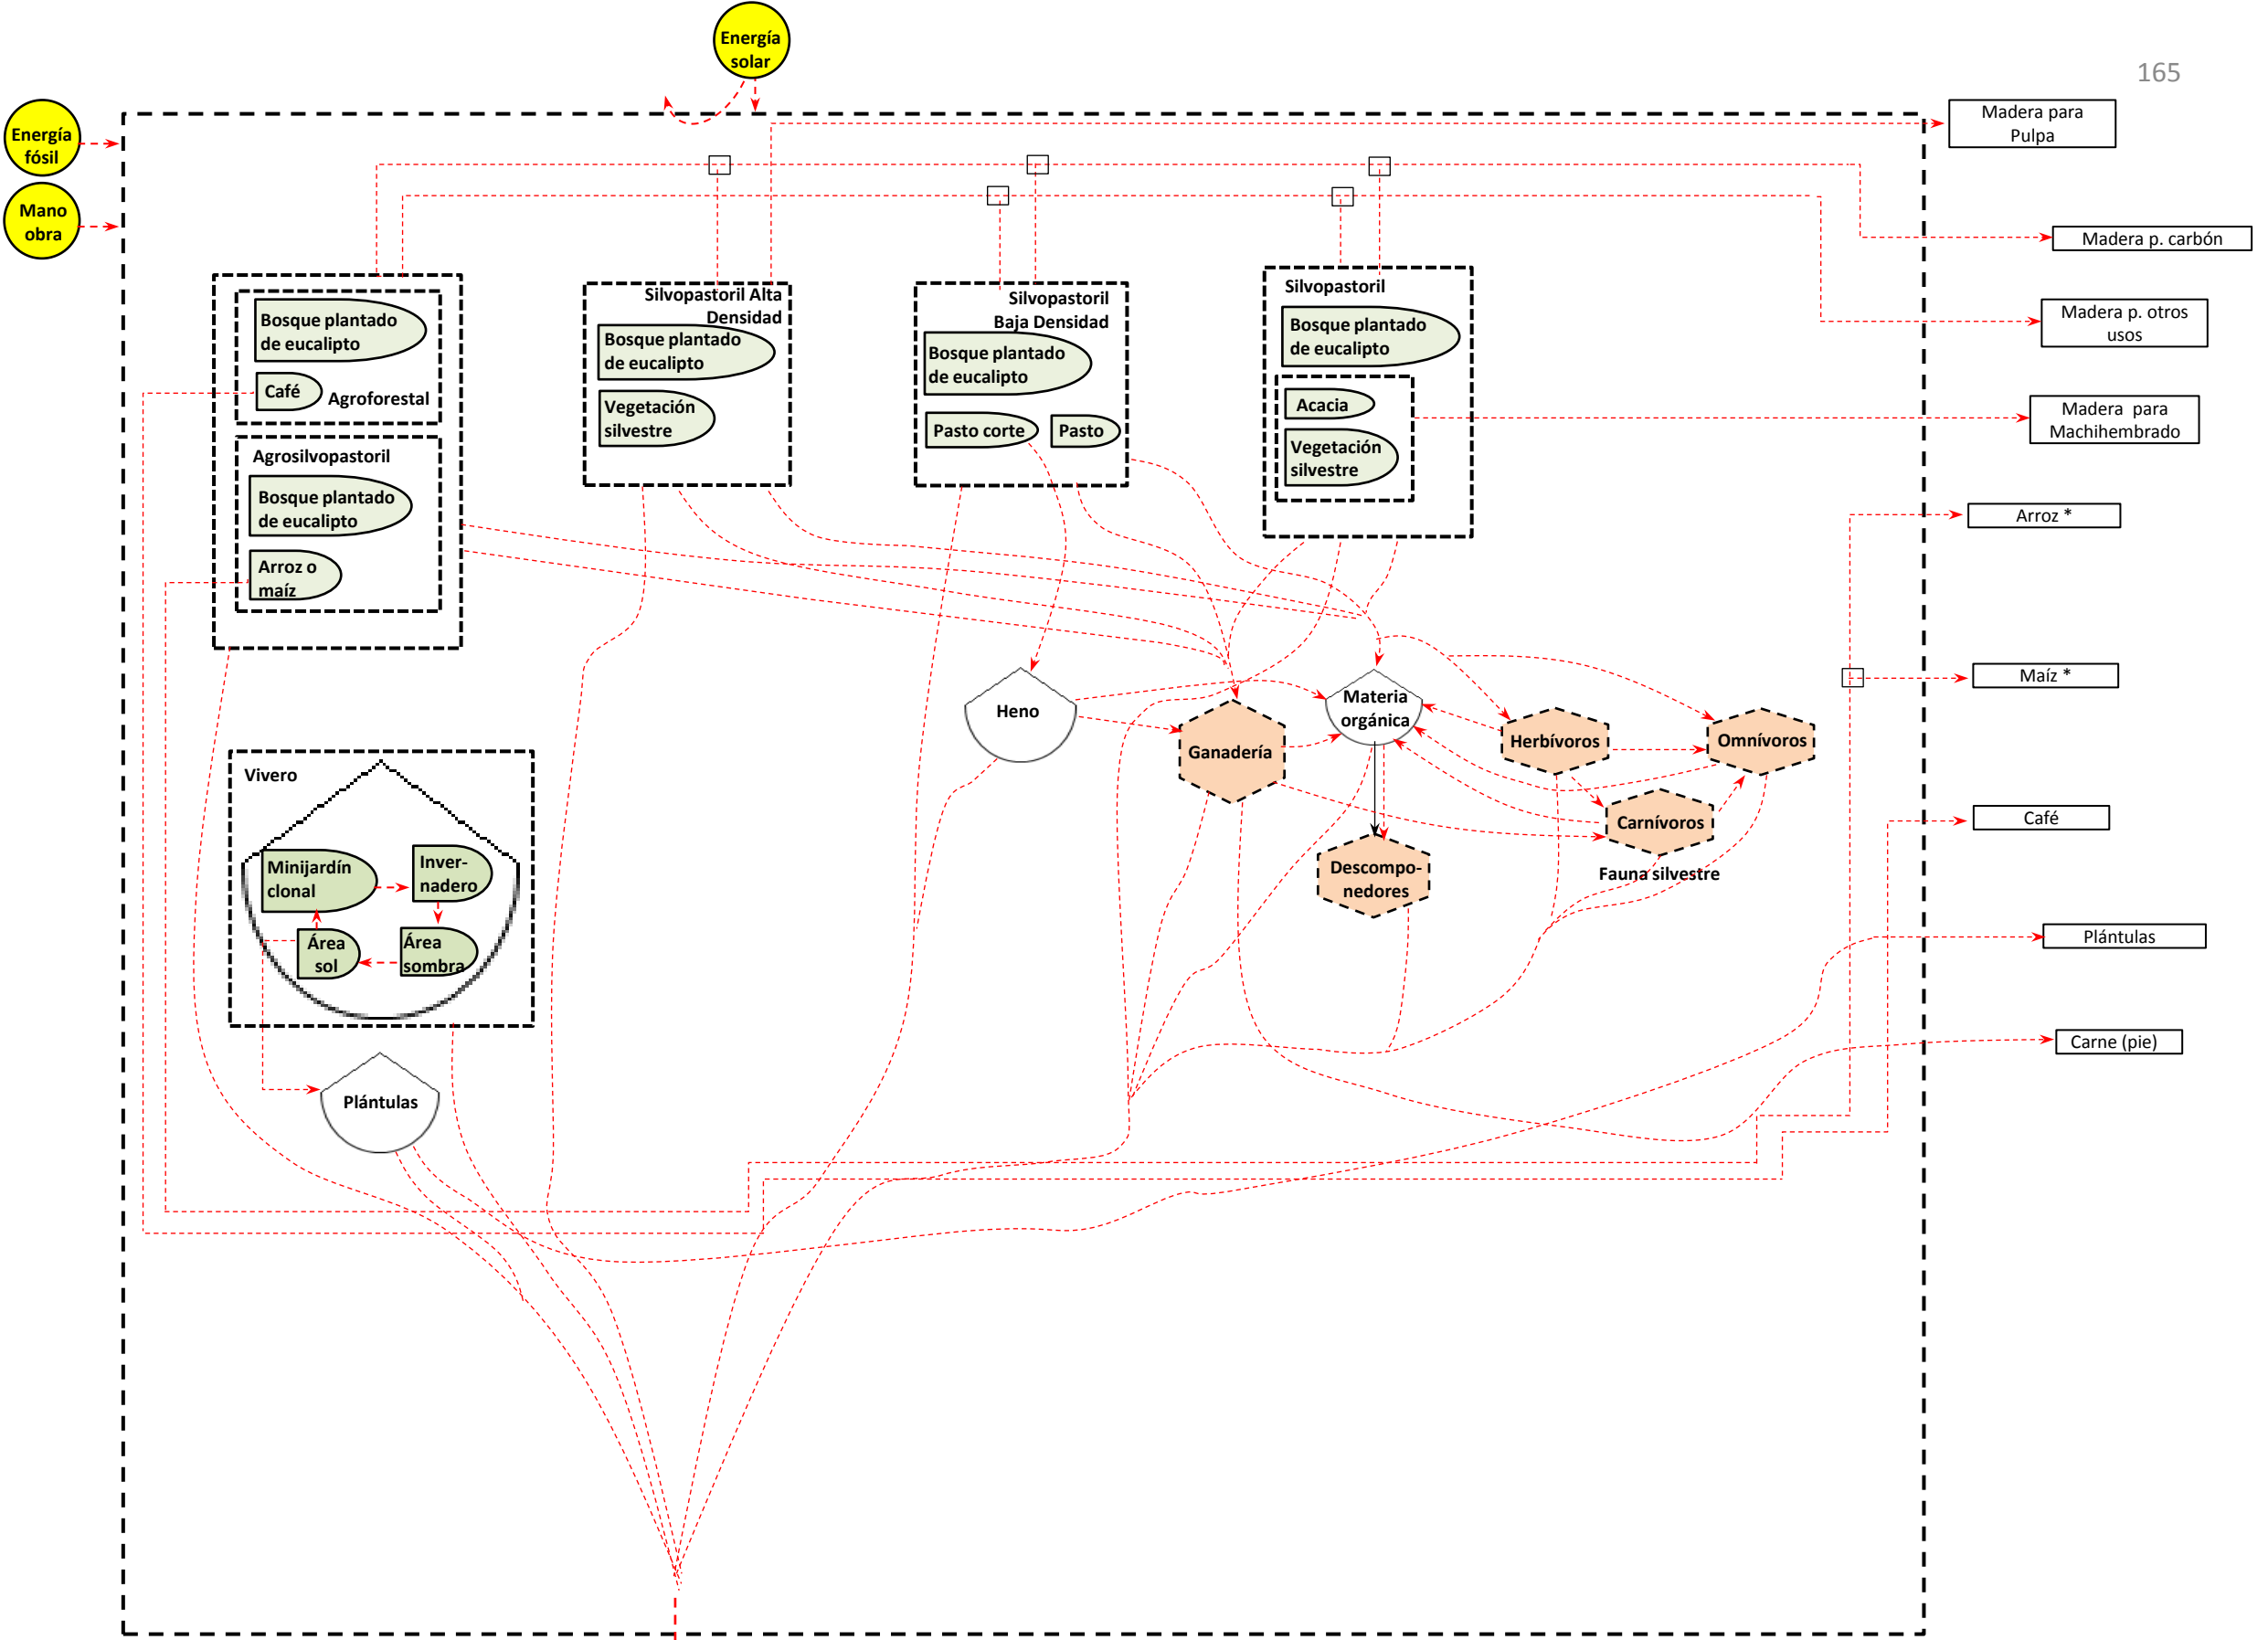 Energía
solar
165
Energía
fósil
Mano
obra
Madera para
Pulpa
Madera p. carbón
Madera p. otros
usos
Madera  para
Machihembrado
Arroz *
Maíz *
Café
Plántulas
Carne (pie)
Bosque plantado
de eucalipto
Café
Agroforestal
Agrosilvopastoril
Bosque plantado
de eucalipto
Arroz o
maíz
Silvopastoril Alta
Densidad
Bosque plantado
de eucalipto
Vegetación
silvestre
Silvopastoril
Baja Densidad
Bosque plantado
de eucalipto
Pasto corte
Pasto
Silvopastoril
Bosque plantado
de eucalipto
Acacia
Vegetación
silvestre
Heno
Ganadería
Materia
orgánica
Herbívoros
Omnívoros
Carnívoros
Fauna silvestre
Descompo-
nedores
Vivero
Minijardín
clonal
Inver-
nadero
Área
sol
Área
sombra
Plántulas